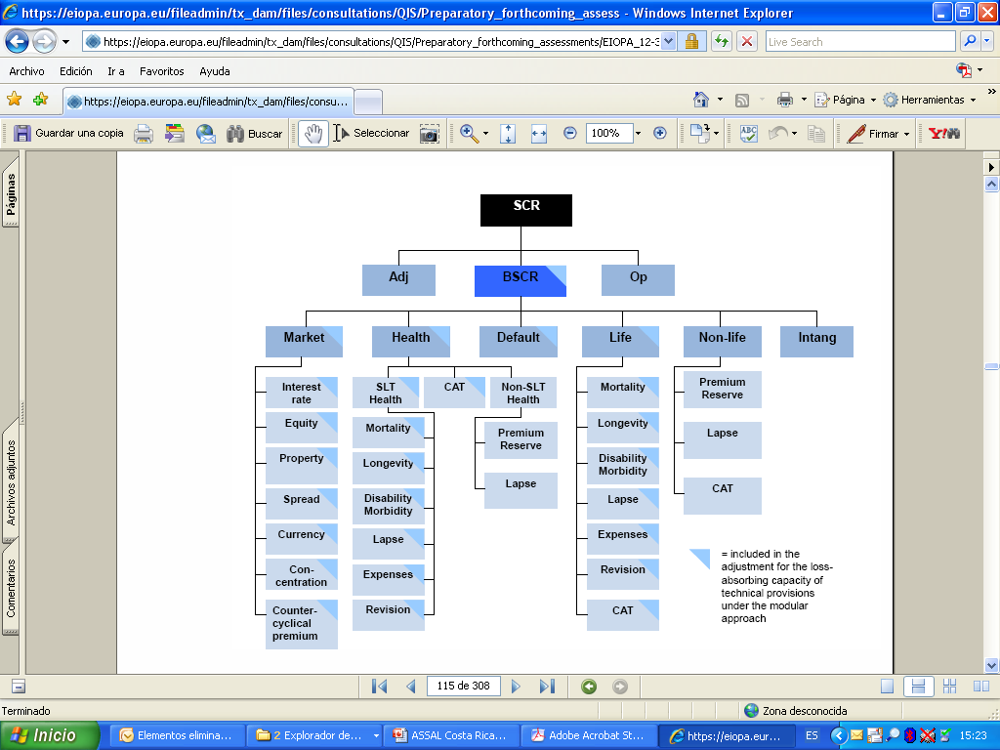 https://eiopa.europa.eu/fileadmin/tx_dam/files/consultations/QIS/Preparatory_forthcoming_assess - Windows Internet Explorer
https://eiopa.europa.eu/fileadmin/tx_dam/files/consultations/QIS/Preparatory_forthcoming_assessments/EIOPA_12-3
Live Search
Archivo Edición Ir a Favoritos Ayuda
https://eiopa.europa.eu/fileadmin/tx_dam/files/consu...
Página
Herramientas
Guardar una copia
Buscar
Seleccionar
100%
Firmar
Y!
Páginas
Archivos adjuntos
Comentarios
SCR
Adj
BSCR
Op
Market
Health
Default
Life
Non-life
Intang
Interest
rate
Equity
Property
Spread
Currency
Con-
centration
Counter-
cyclical
premium
SLT
Health
CAT
Non-SLT
Health
Mortality
Longevity
Disability
Morbidity
Lapse
Expenses
Revision
Premium
Reserve
Lapse
Mortality
Longevity
Disability
Morbidity
Lapse
Expenses
Revision
CAT
Premium
Reserve
Lapse
CAT
= included in the
adjustment for the loss-
absorbing capacity of
technical provisions
under the modular
approach
115 de 308
Terminado
Zona desconocida
Inicio
Elementos elimina...
2 Explorador de...
ASSAL Costa Rica...
Adobe Acrobat St...
https://eiopa.eur...
ES
15:23